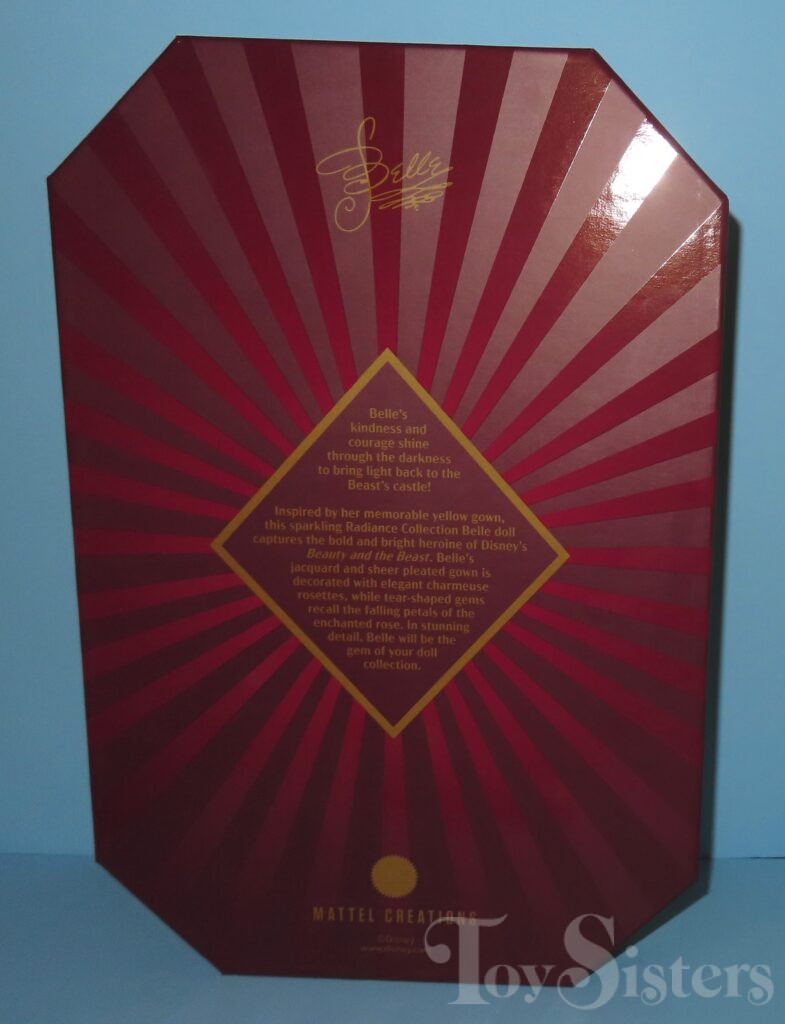 Belle
Belle's
kindness and
courage shine
through the darkness
to bring light back to the
Beast's castle!
Inspired by her memorable yellow gown,
this sparkling Radiance Collection Belle doll
captures the bold and bright heroine of Disney's
Beauty and the Beast. Belle's
jacquard and sheer pleated gown is
decorated with elegant charmeuse
rosettes, while tear-shaped gems
recall the falling petals of the
enchanted rose. In stunning
detail, Belle will be the
gem of your doll
collection.
MATTEL CREATIONS
©Disney
ToySisters